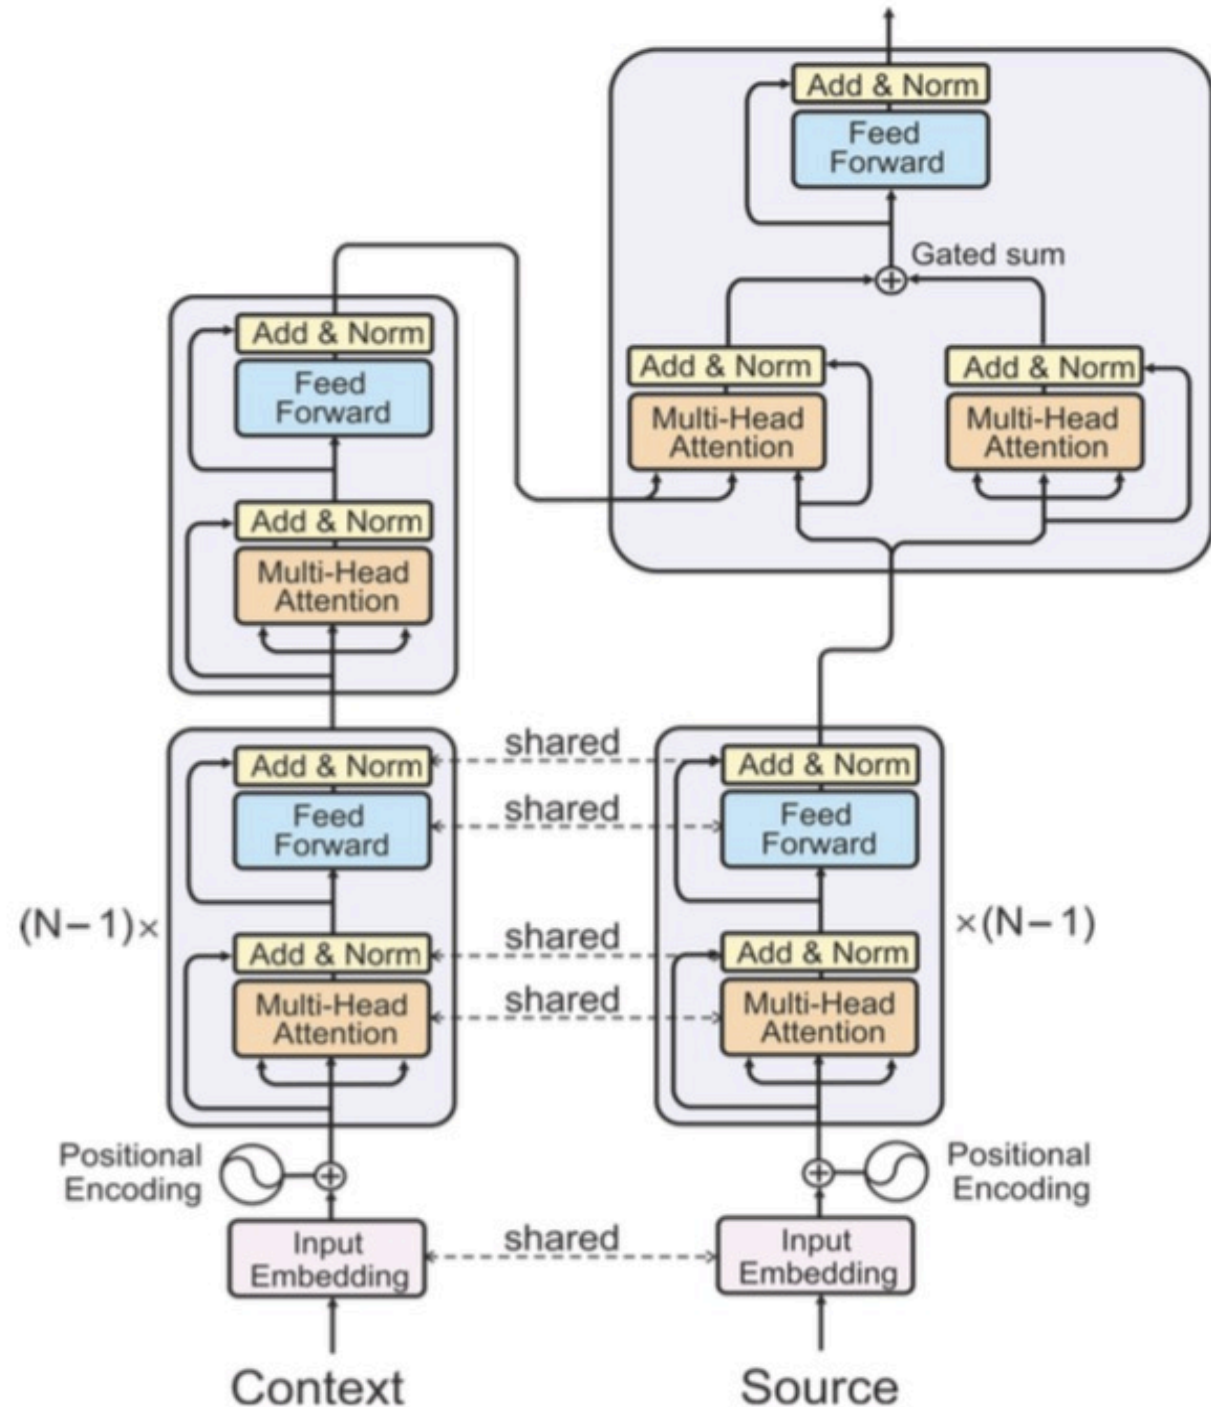 Add & Norm
Feed
Forward
Gated sum
Add & Norm
Multi-Head
Attention
Add & Norm
Multi-Head
Attention
Add & Norm
Feed
Forward
Add & Norm
Multi-Head
Attention
Add & Norm
shared
Add & Norm
Feed
Forward
shared
Feed
Forward
(N-1)×
×(N-1)
Add & Norm
shared
Add & Norm
Multi-Head
Attention
shared
Multi-Head
Attention
Positional
Encoding
Positional
Encoding
Input
Embedding
shared
Input
Embedding
Context
Source